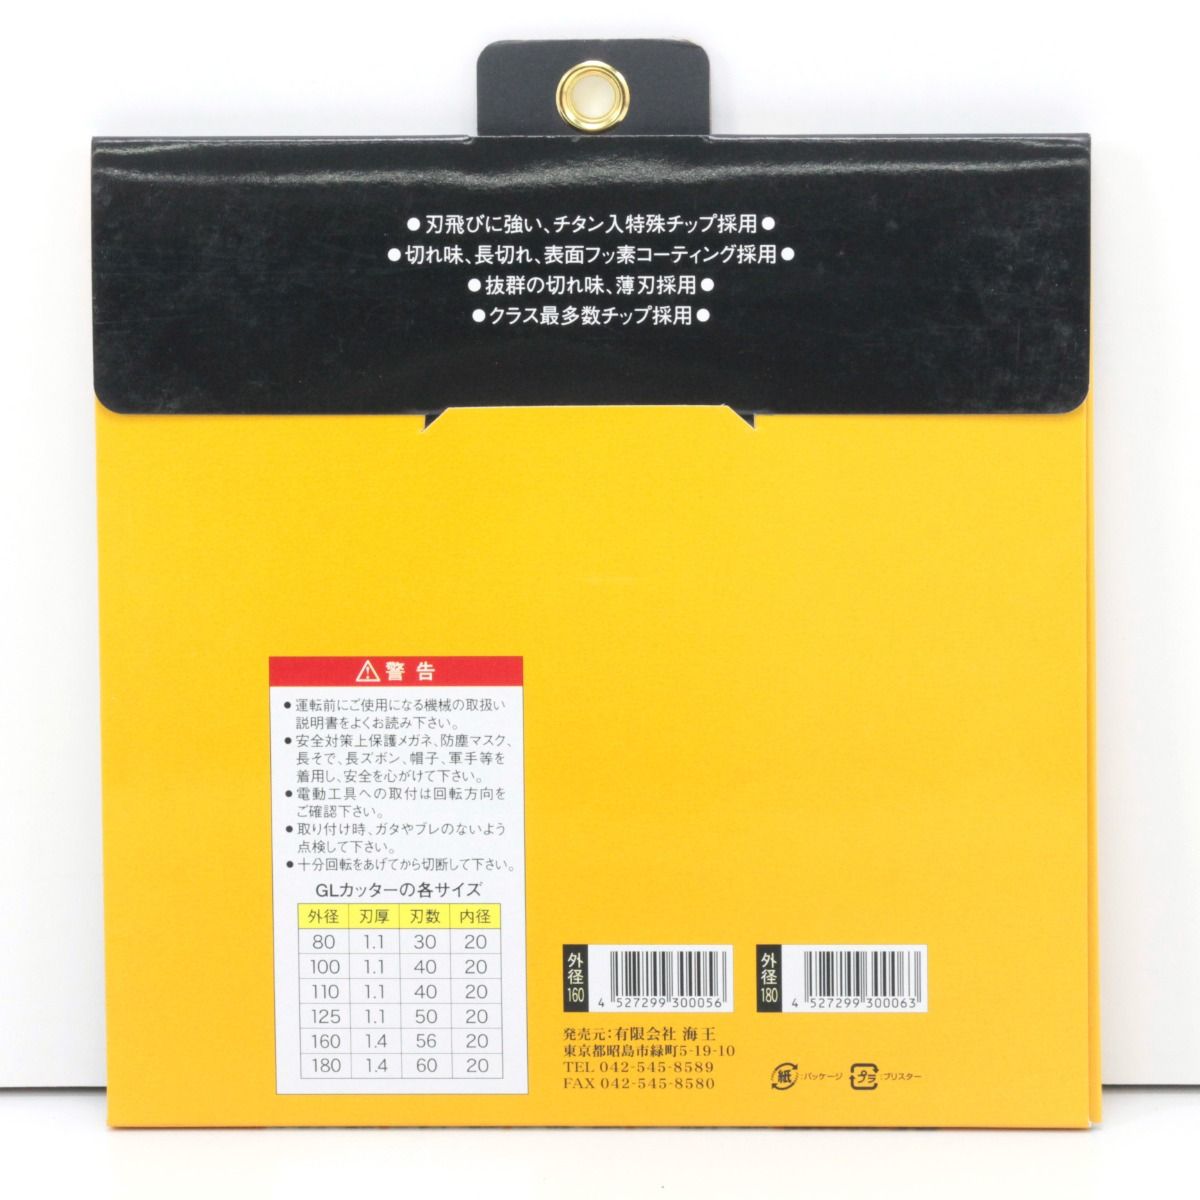 ●刃飛びに強い、チタン入特殊チップ採用●
●切れ味、長切れ、表面フッ素コーティング採用●
●抜群の切れ味、薄刃採用●
●クラス最多数チップ採用●
警告
●運転前にご使用になる機械の取扱い
説明書をよくお読み下さい。
●安全対策上保護メガネ、防塵マスク、
長そで、長ズボン、帽子、軍手等を
着用し、安全を心がけて下さい。
●電動工具への取付は回転方向を
ご確認下さい。
●取り付け時、ガタやブレのないよう
点検して下さい。
●十分回転をあげてから切断して下さい。
GLカッターの各サイズ
外径 刃厚 刃数 内径
80 1.1 30 20
100 1.1 40 20
110 1.1 40 20
125 1.1 50 20
160 1.4 56 20
180 1.4 60 20
外径160
4 527299 300056
外径180
4 527299 300063
発売元:有限会社 海王
東京都昭島市緑町5-19-10
TEL 042-545-8589
FAX 042-545-8580
紙:パッケージ プラ:ブリスター